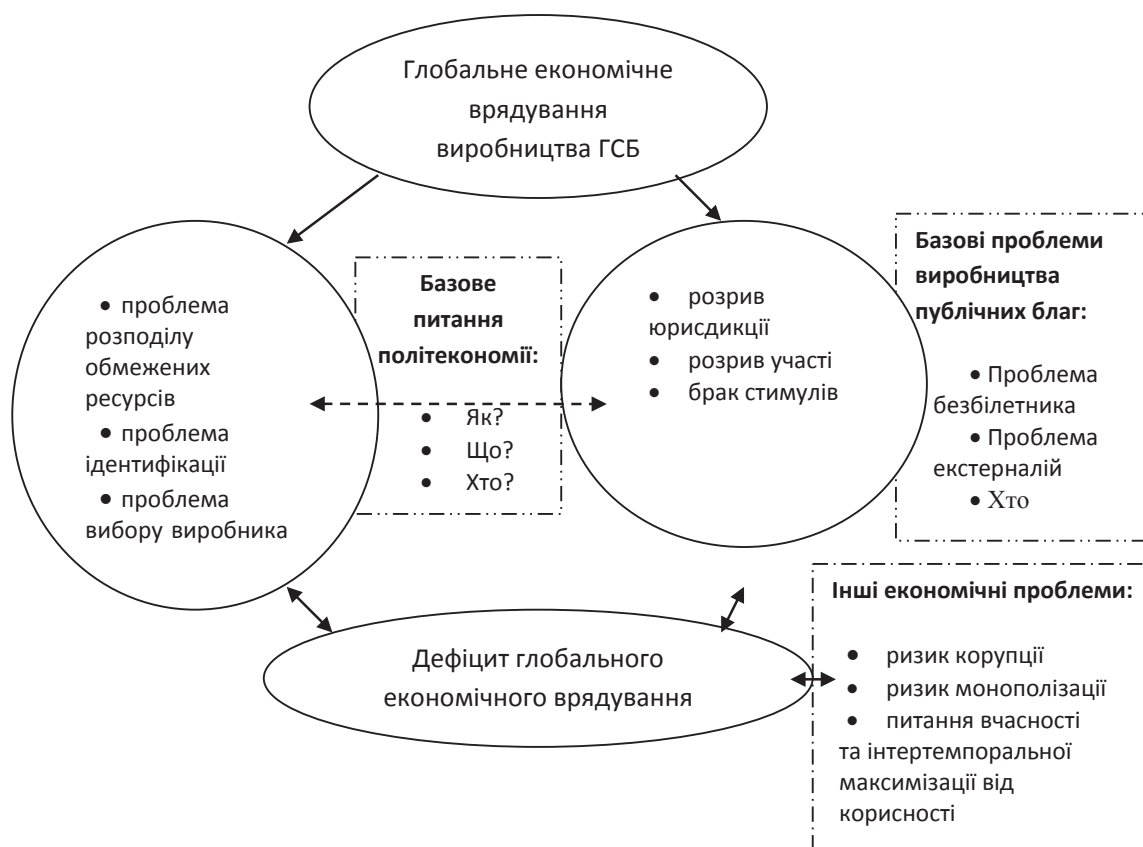 Глобальне економічне
врядування
виробництва ГСБ
• проблема
розподілу
обмежених
ресурсів
• проблема
ідентифікації
• проблема
вибору виробника
Базове
питання
політекономії:
• Як?
• Що?
• Хто?
• розрив
юрисдикції
• розрив участі
• брак стимулів
Базові проблеми
виробництва
публічних благ:
• Проблема
безбілетника
• Проблема
екстерналій
• Хто
Дефіцит глобального
економічного врядування
Інші економічні проблеми:
• ризик корупції
• ризик монополізації
• питання вчасності
та інтертемпоральної
максимізації від
корисності